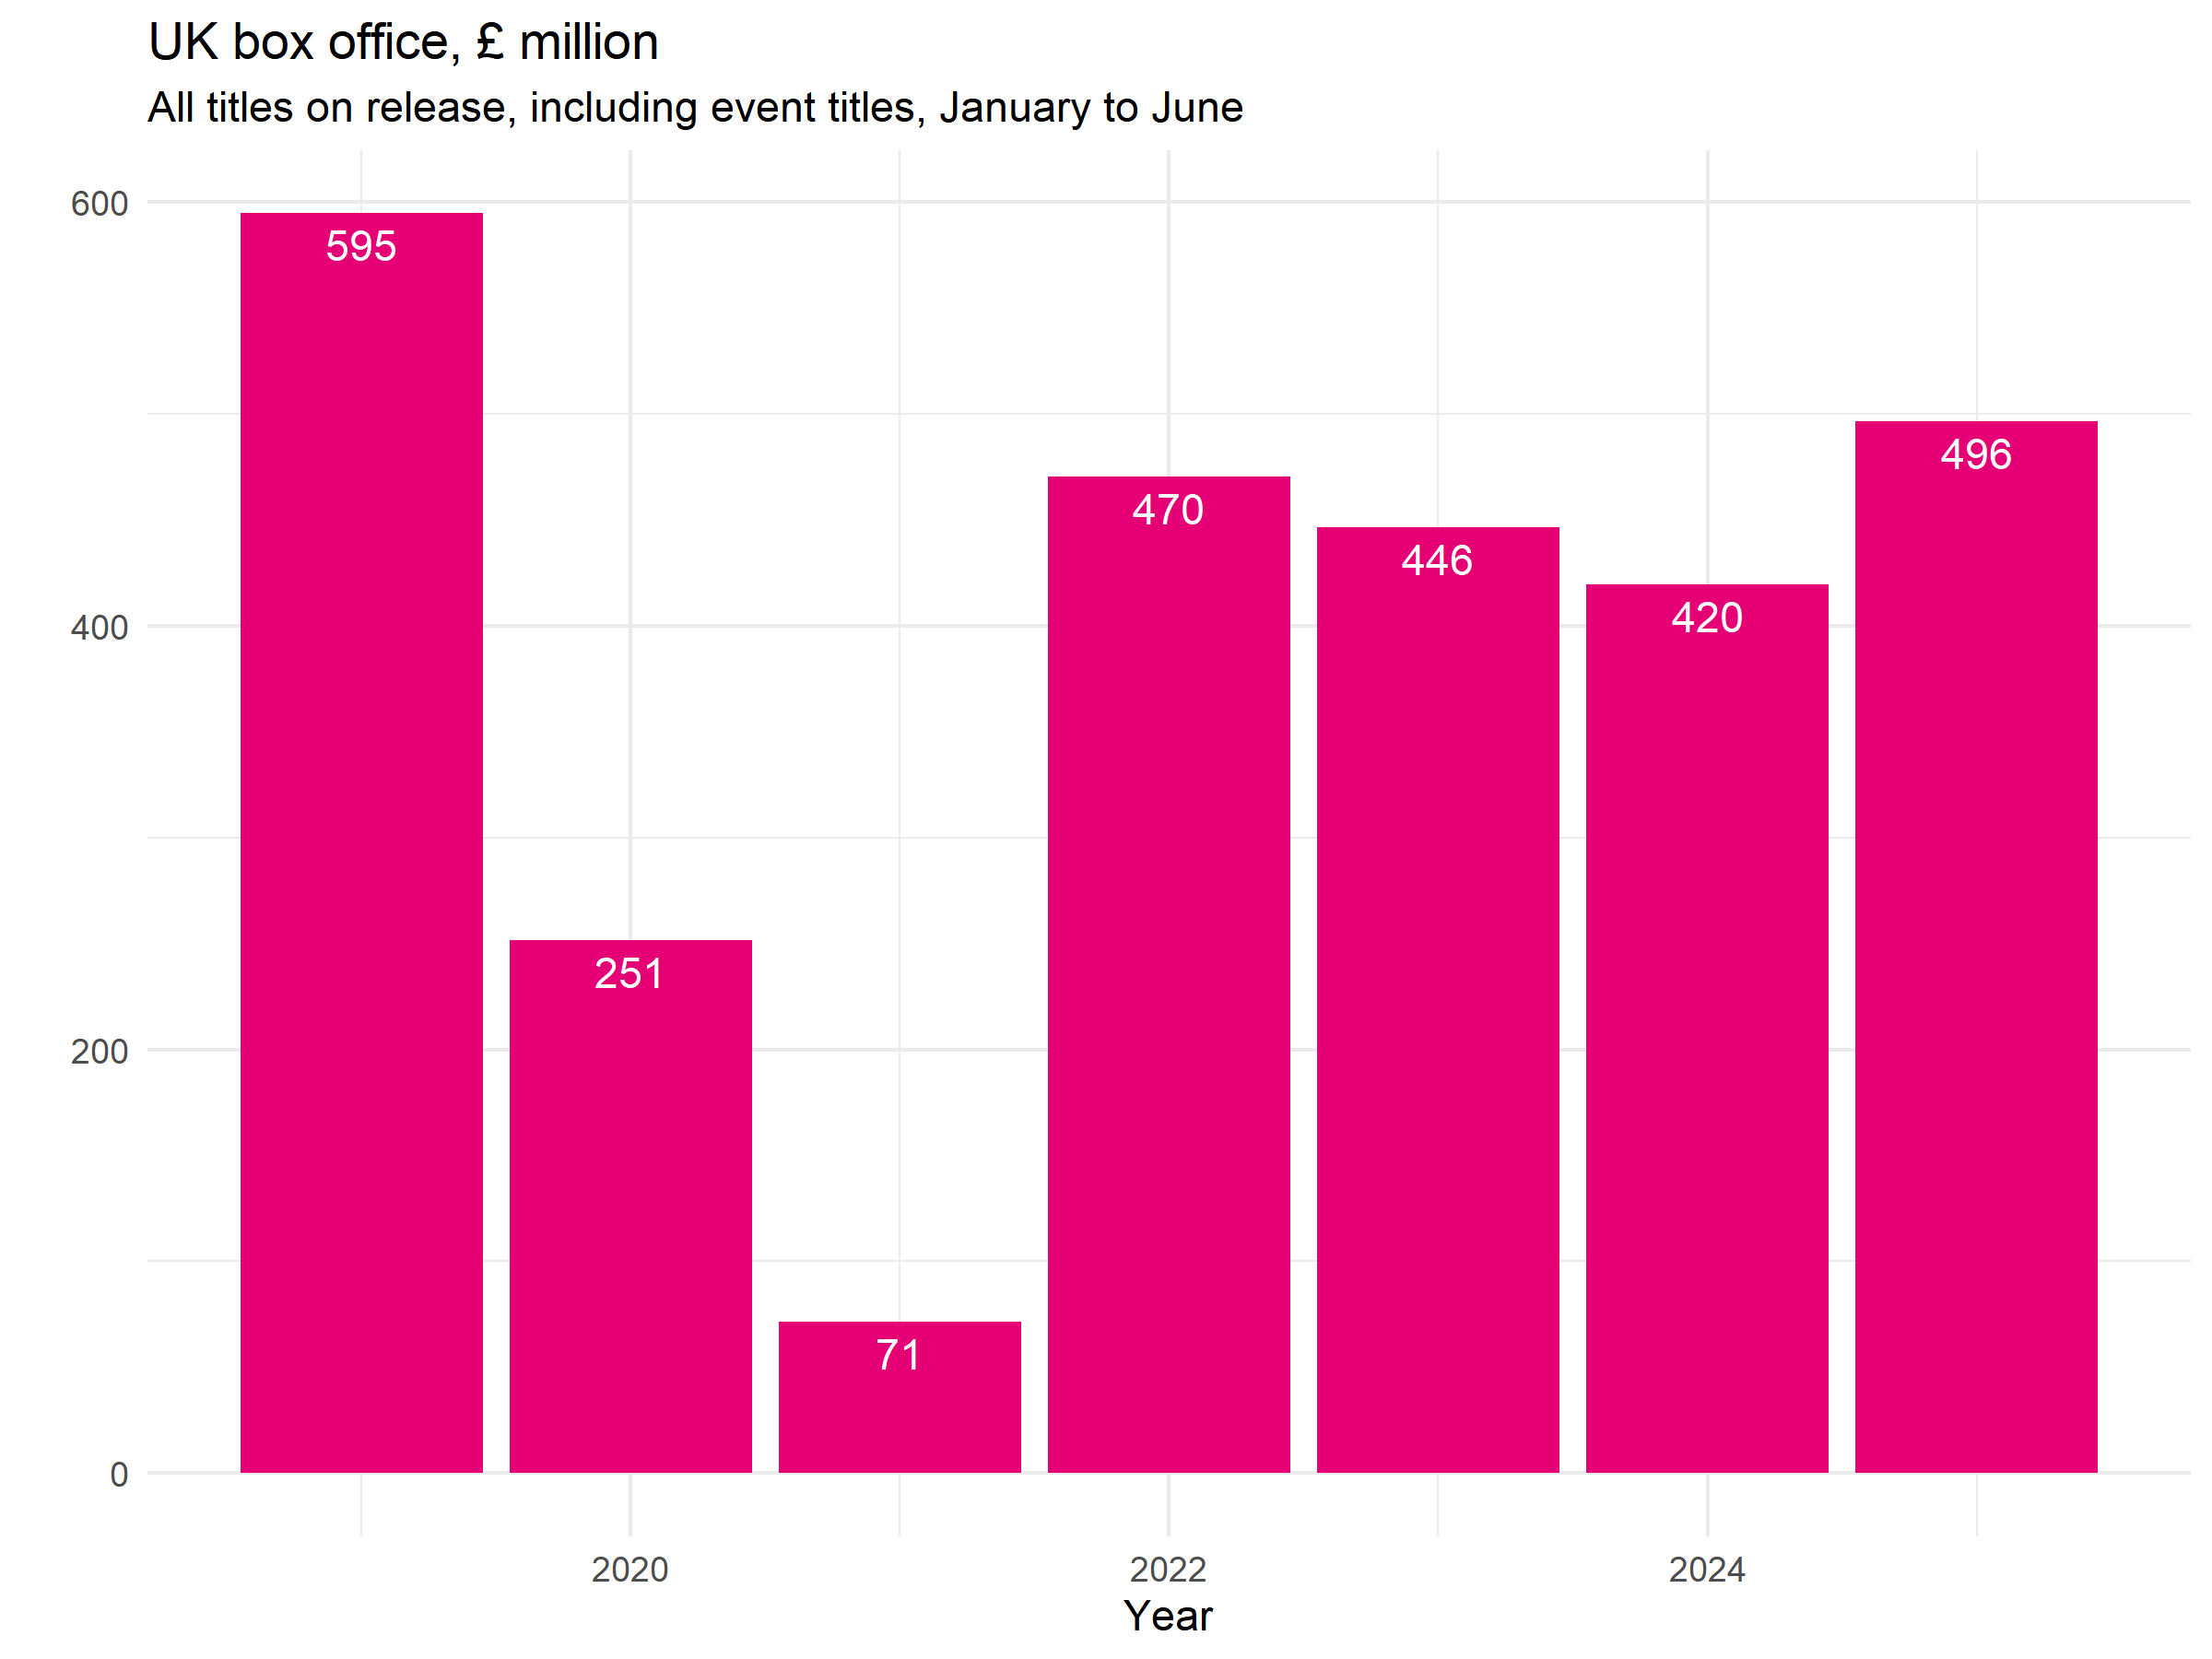 UK box office, £ million
All titles on release, including event titles, January to June
600
400
200
0
595
251
71
470
446
420
496
2020 2022 2024
Year